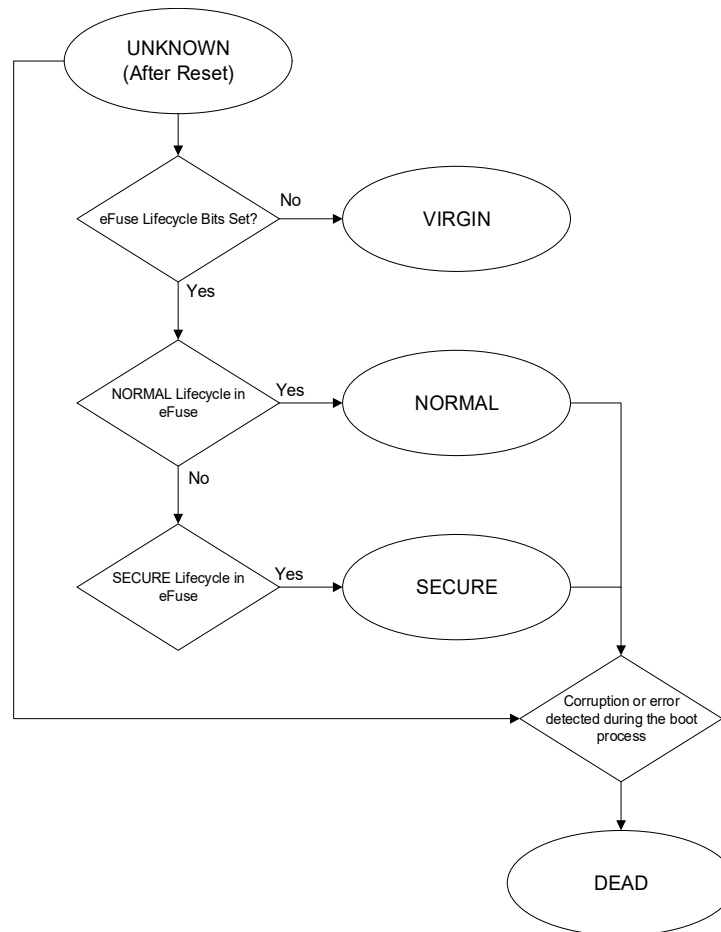 UNKNOWN
(After Reset)
eFuse Lifecycle Bits Set?
No
VIRGIN
Yes
NORMAL Lifecycle in
eFuse
Yes
NORMAL
No
SECURE Lifecycle in
eFuse
Yes
SECURE
Corruption or error
detected during the boot
process
DEAD